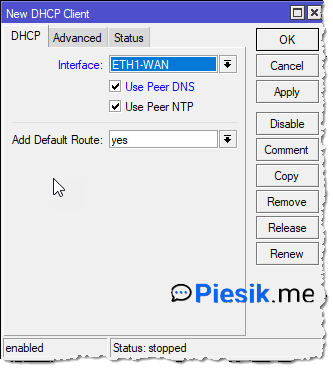 New DHCP Client
DHCP Advanced Status
OK
Interface: ETH1-WAN
Cancel
Use Peer DNS
Apply
Use Peer NTP
Disable
Add Default Route: yes
Comment
Copy
Remove
Release
Renew
Piesik.me
enabled Status: stopped